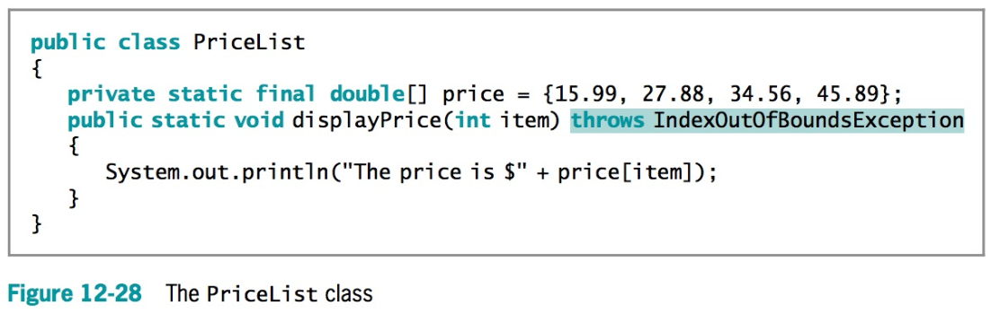 public class PriceList
{
   private static final double[] price = {15.99, 27.88, 34.56, 45.89};
   public static void displayPrice(int item) throws IndexOutOfBoundsException
   {
      System.out.println("The price is $" + price[item]);
   }
}
Figure 12-28 The PriceList class